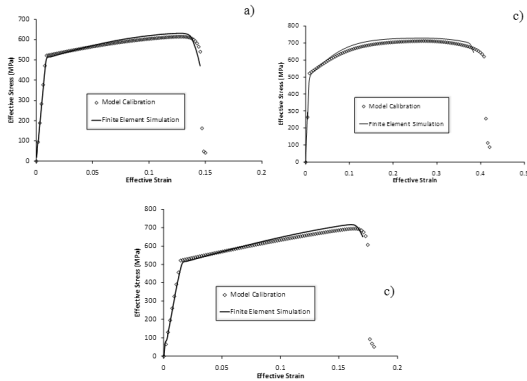 a)
700
600
500
400
300
200
100
0
Effective Stress (MPa)
Model Calibration
Finite Element Simulation
0 0.05 0.1 0.15 0.2
Effective Strain
c)
800
700
600
500
400
300
200
100
0
Effective Stress (MPa)
Model Calibration
Finite Element Simulation
0 0.1 0.2 0.3 0.4 0.5
Effective Strain
800
700
600
500
400
300
200
100
0
Effective Stress (MPa)
Model Calibration
Finite Element Simulation
c)
0 0.05 0.1 0.15 0.2
Effective Strain